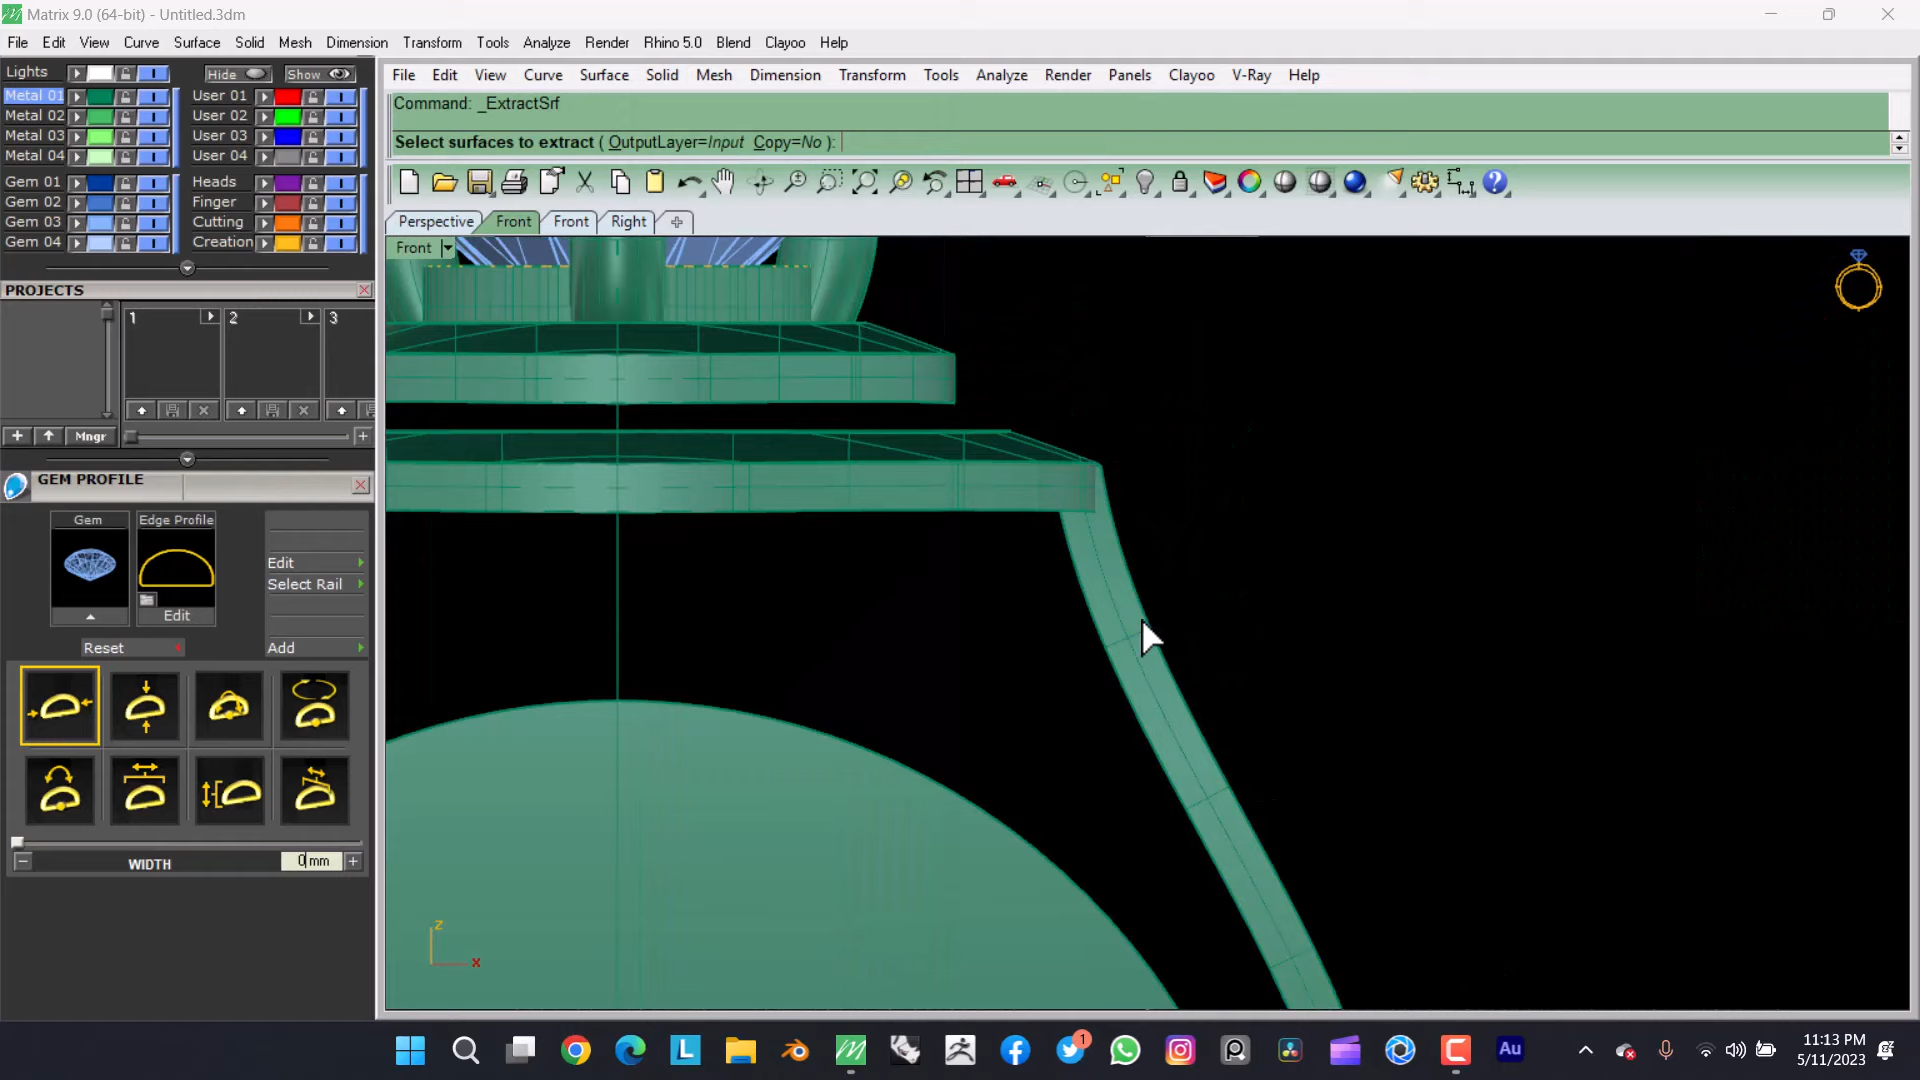 Matrix 9.0 (64-bit) - Untitled.3dm
File Edit View Curve Surface Solid Mesh Dimension Transform Tools Analyze Render Rhino 5.0 Blend Clayoo Help
Lights Hide Show
Metal 01 User 01
Metal 02 User 02
Metal 03 User 03
Metal 04 User 04
Gem 01 Heads
Gem 02 Finger
Gem 03 Cutting
Gem 04 Creation
PROJECTS
1 2 3
Mngr
GEM PROFILE
Gem Edge Profile
Edit
Select Rail
Edit
Reset Add
WIDTH 0 mm
File Edit View Curve Surface Solid Mesh Dimension Transform Tools Analyze Render Panels Clayoo V-Ray Help
Command: _ExtractSrf
Select surfaces to extract ( OutputLayer=Input Copy=No ):
Perspective Front Front Right
Front
z
x
L
1
Au
11:13 PM
5/11/2023